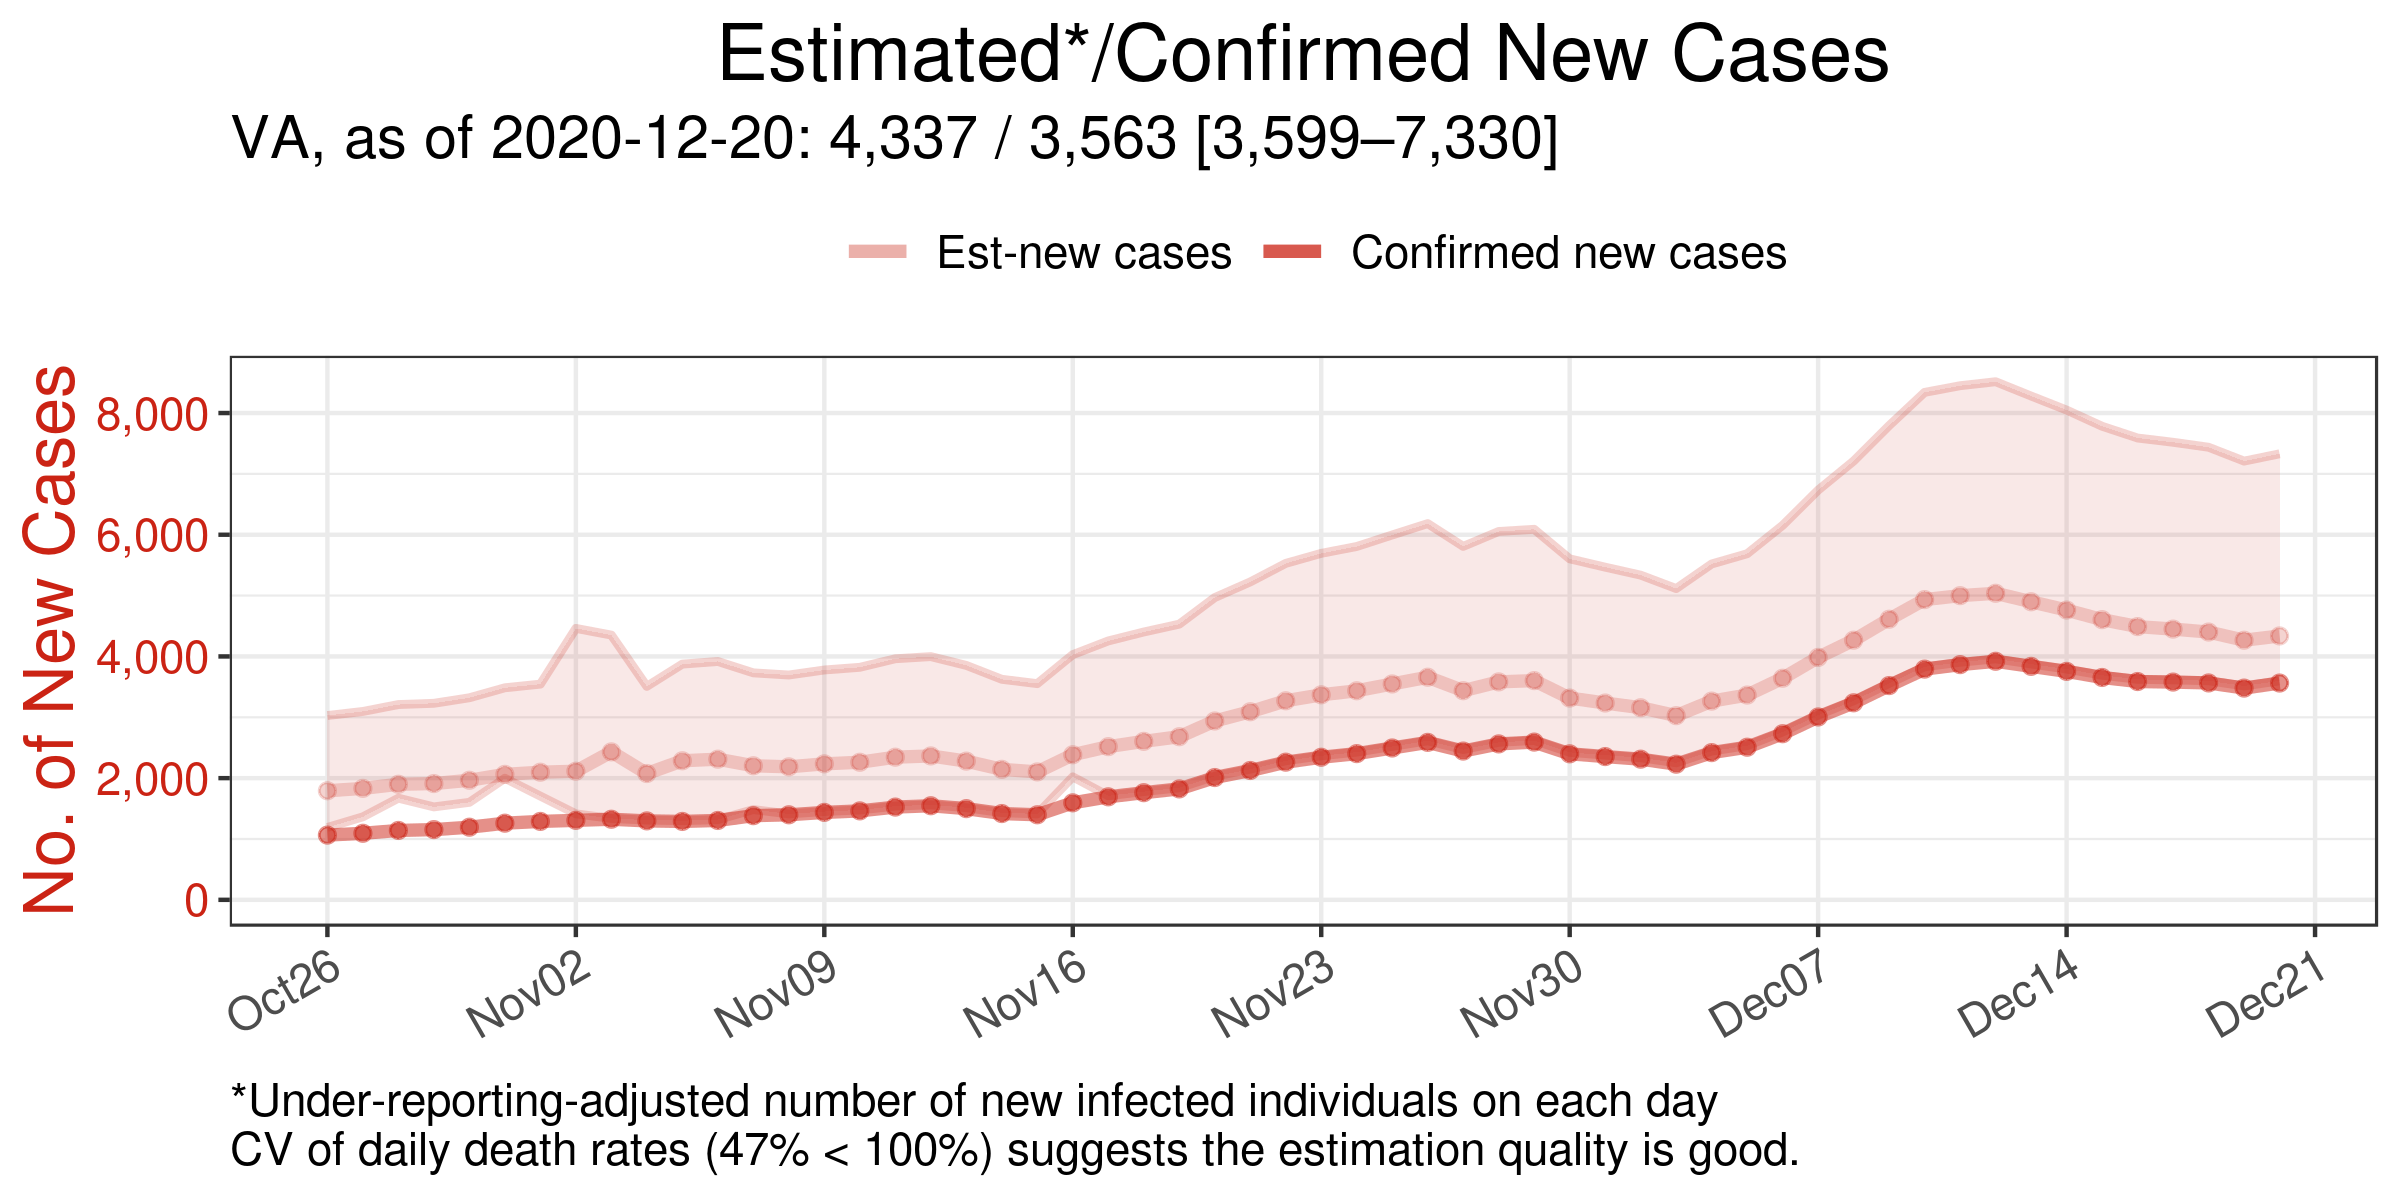 Estimated*/Confirmed New Cases
VA, as of 2020-12-20: 4,337 / 3,563 [3,599–7,330]
Est-new cases
Confirmed new cases
No. of New Cases
8,000
6,000
4,000
2,000
0
Oct26
Nov02
Nov09
Nov16
Nov23
Nov30
Dec07
Dec14
Dec21
*Under-reporting-adjusted number of new infected individuals on each day
CV of daily death rates (47% < 100%) suggests the estimation quality is good.